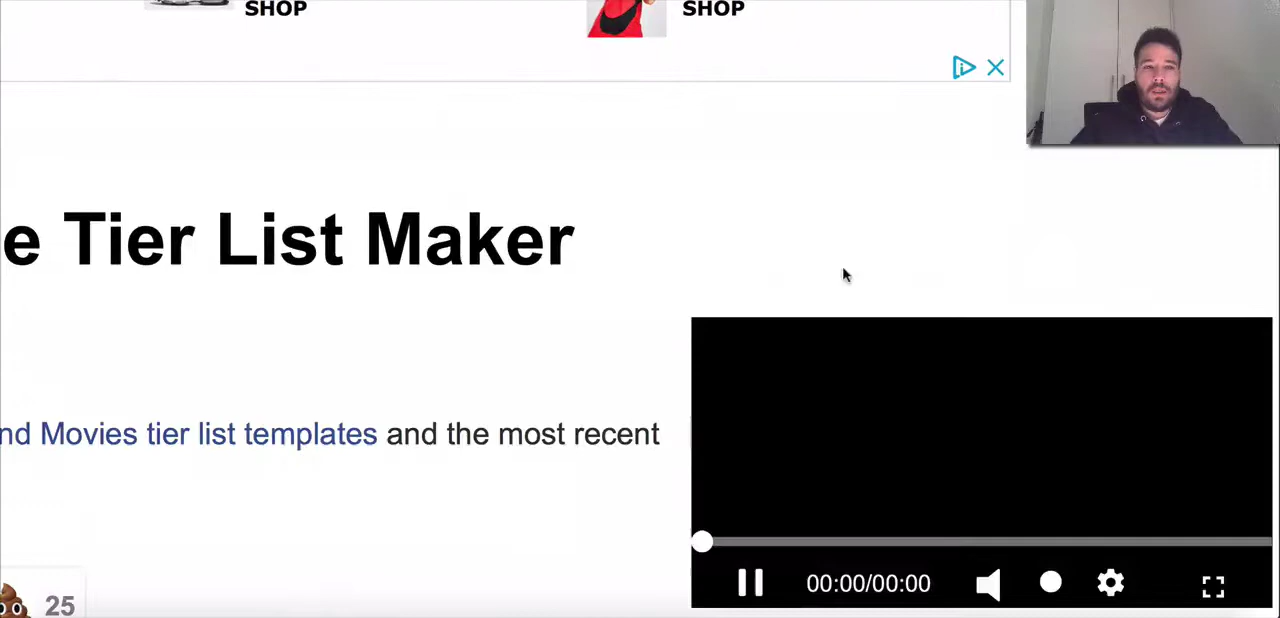 SHOP
SHOP
e Tier List Maker
nd Movies tier list templates and the most recent
00:00/00:00
25